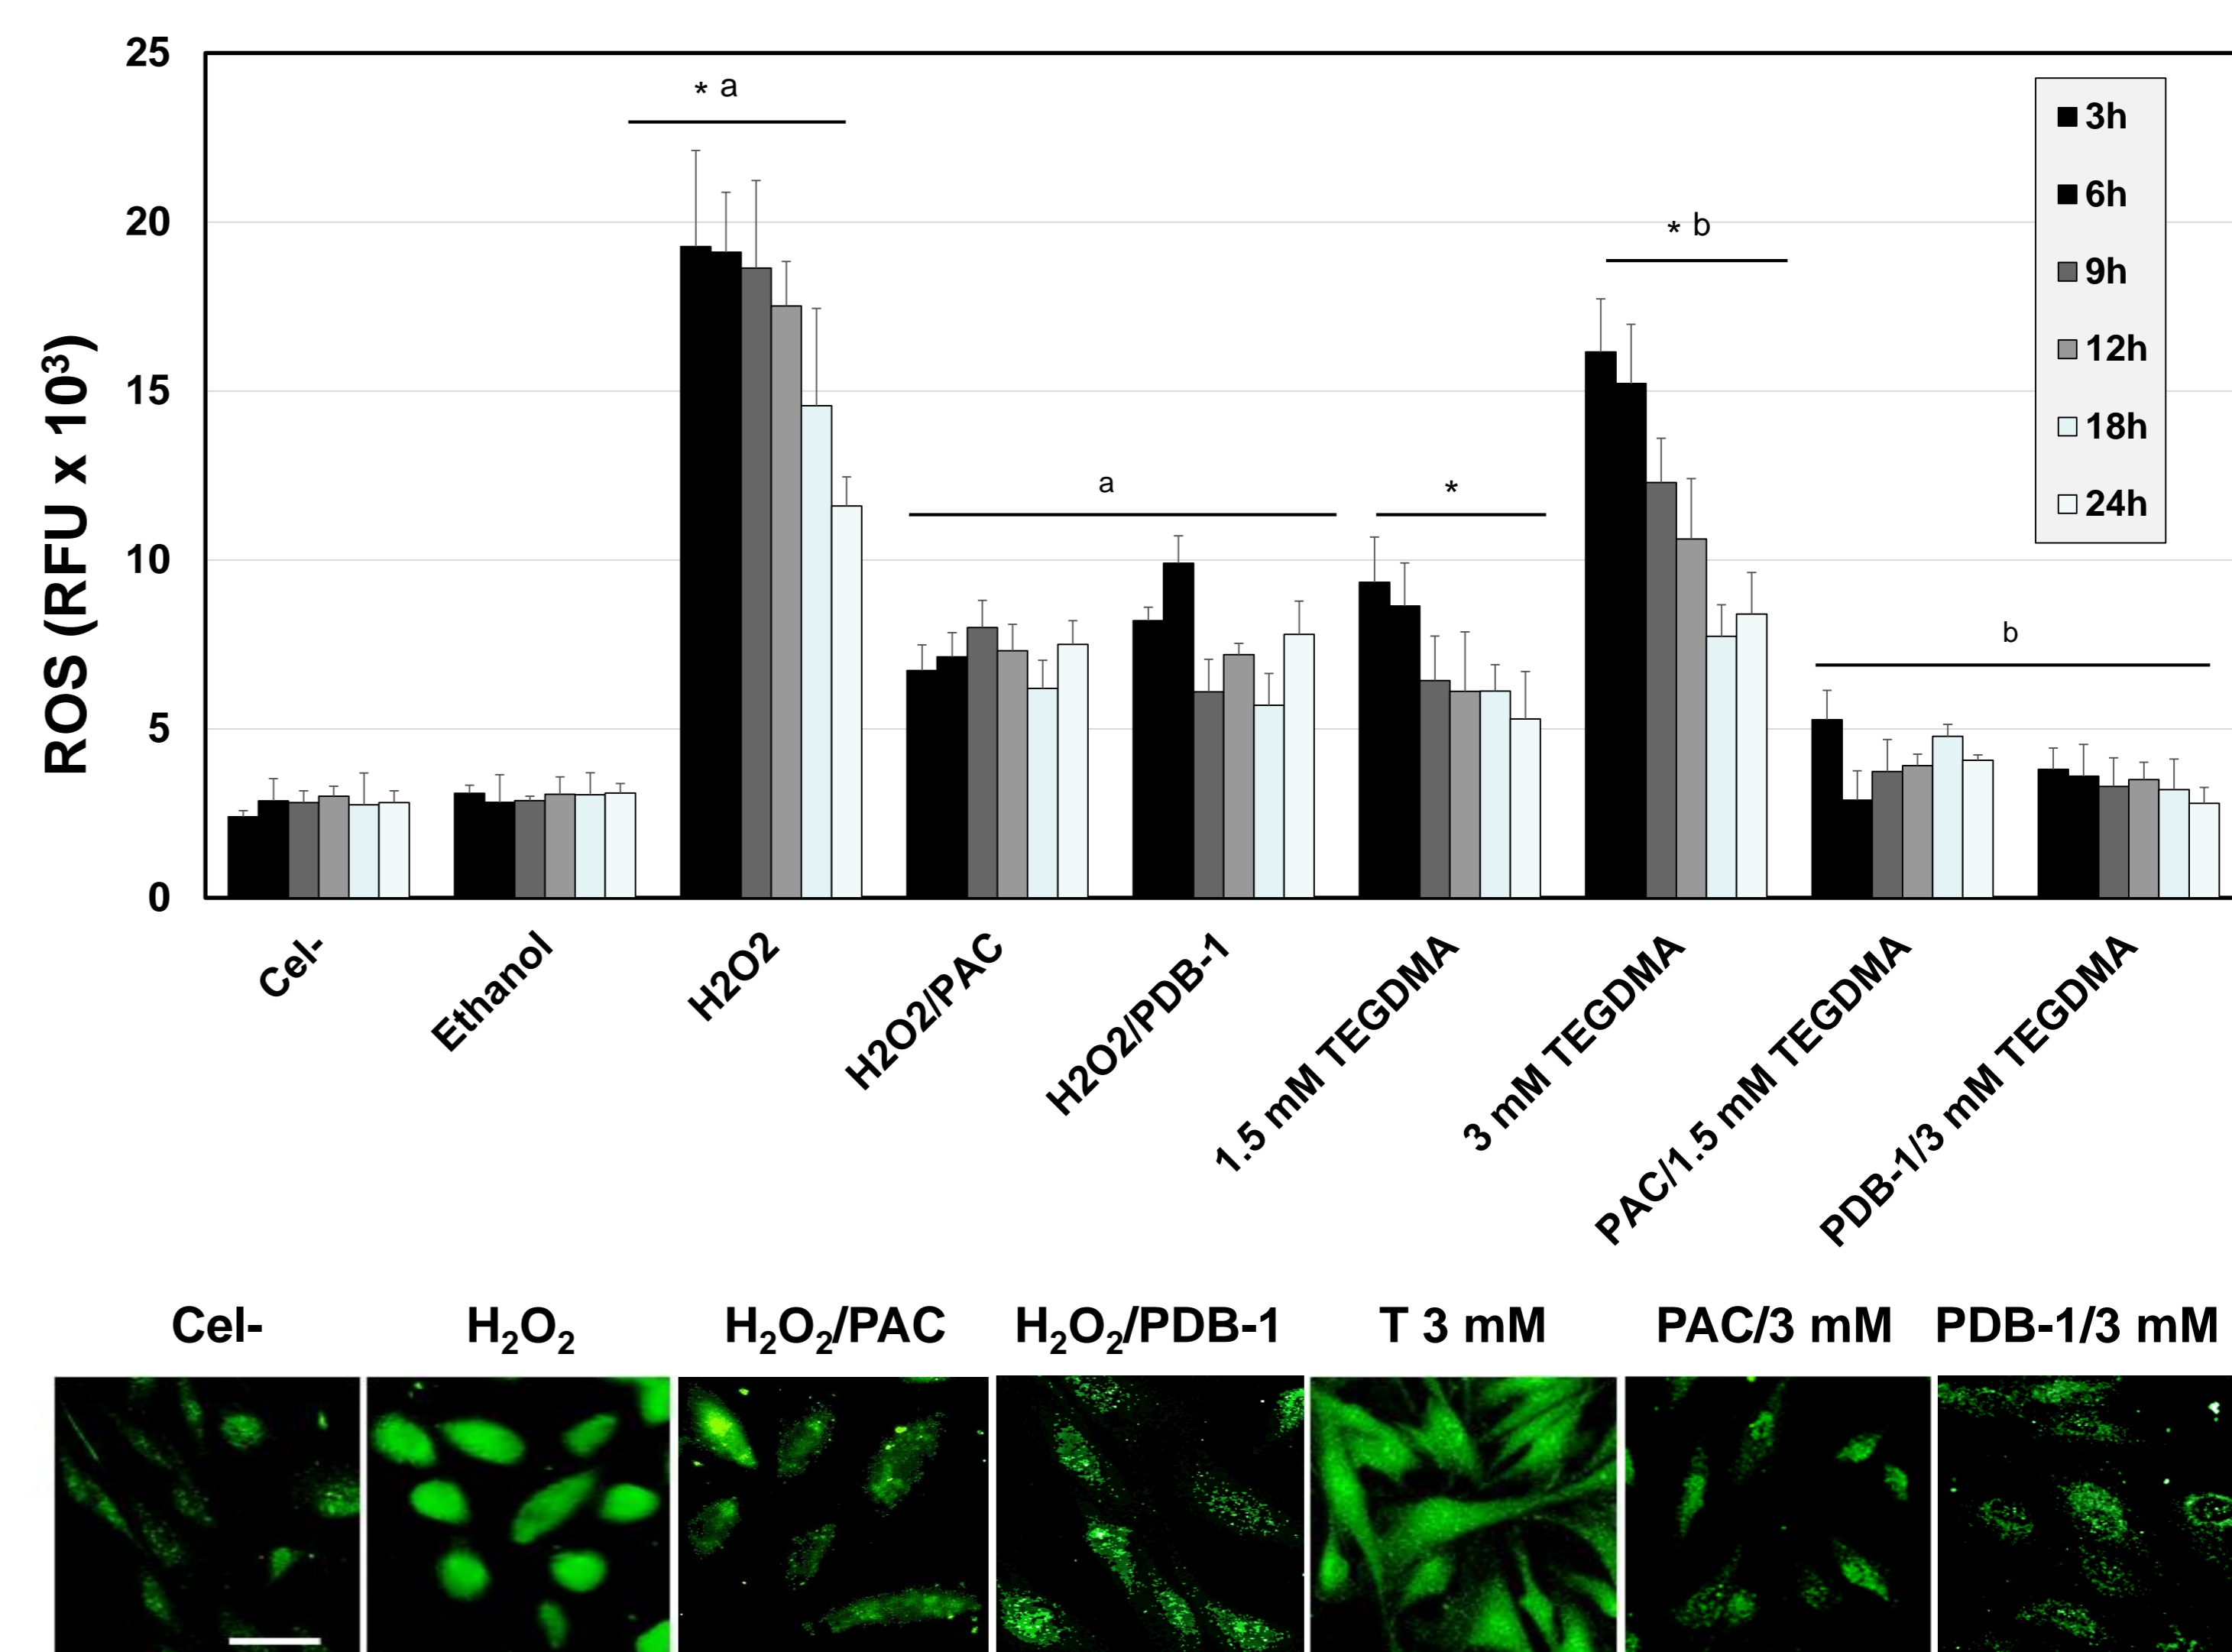 25
20
15
10
5
0
ROS (RFU x 10³)
* a
a
*
* b
b
3h
6h
9h
12h
18h
24h
Cel-
Ethanol
H2O2
H2O2/PAC
H2O2/PDB-1
1.5 mM TEGDMA
3 mM TEGDMA
PAC/1.5 mM TEGDMA
PDB-1/3 mM TEGDMA
Cel- H₂O₂ H₂O₂/PAC H₂O₂/PDB-1 T 3 mM PAC/3 mM PDB-1/3 mM